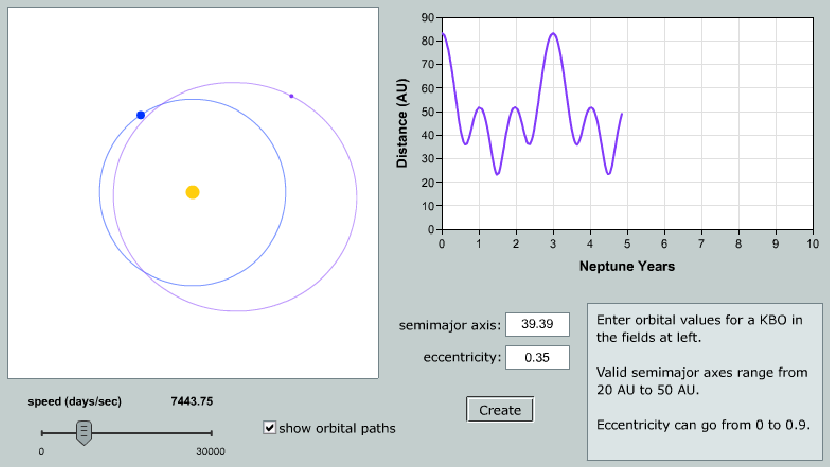 90
80
70
60
50
40
30
20
10
0
Distance (AU)
0 1 2 3 4 5 6 7 8 9 10
Neptune Years
semimajor axis: 39.39
eccentricity: 0.35
Create
Enter orbital values for a KBO in
the fields at left.
Valid semimajor axes range from
20 AU to 50 AU.
Eccentricity can go from 0 to 0.9.
speed (days/sec) 7443.75
0 30000
show orbital paths